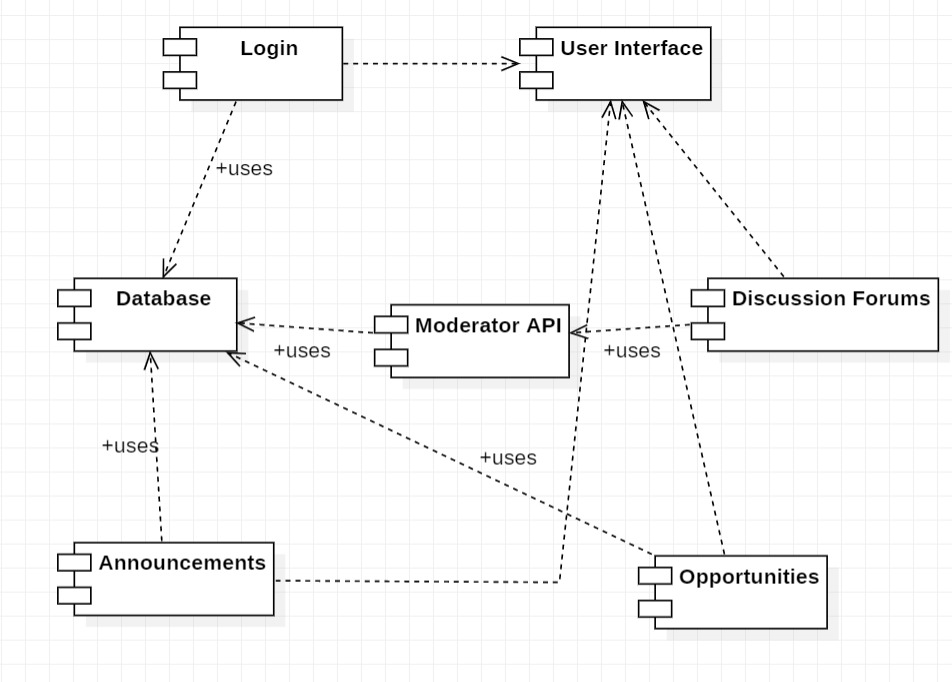 Login
User Interface
+uses
Database
Moderator API
Discussion Forums
+uses
+uses
+uses
+uses
Announcements
Opportunities